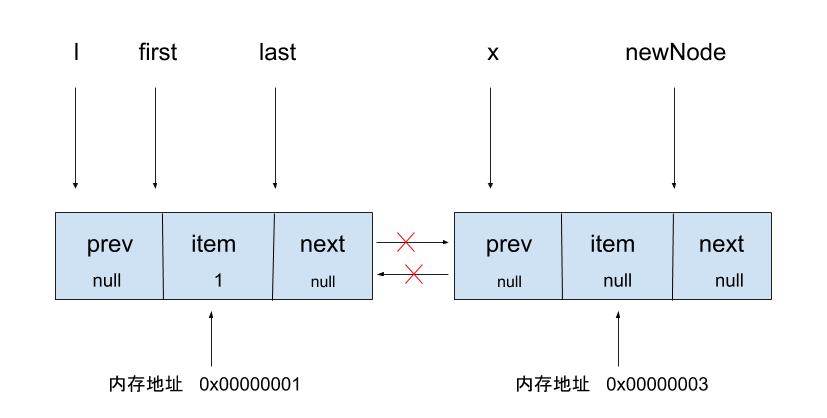 l first last x newNode
prev item next prev item next
null 1 null null null null
内存地址 0x00000001 内存地址 0x00000003